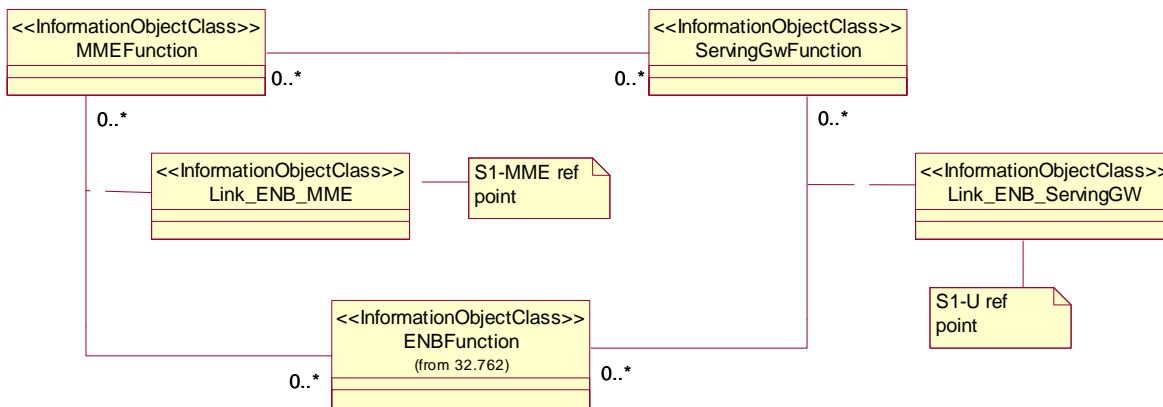 <<InformationObjectClass>>
MMEFunction
<<InformationObjectClass>>
ServingGwFunction
0..*
0..*
0..*
0..*
<<InformationObjectClass>>
Link_ENB_MME
S1-MME ref
point
<<InformationObjectClass>>
Link_ENB_ServingGW
S1-U ref
point
<<InformationObjectClass>>
ENBFunction
(from 32.762)
0..*
0..*